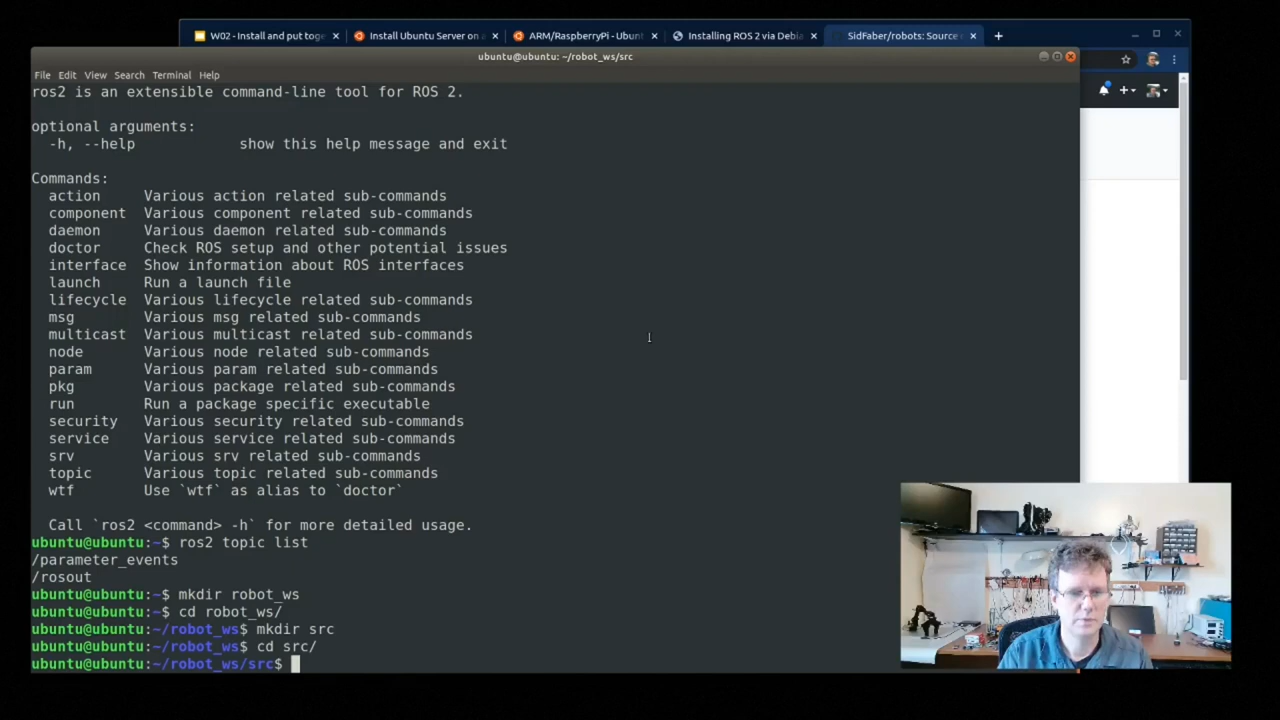 W02 - Install and put toge
Install Ubuntu Server on a
ARM/RaspberryPi - Ubun
Installing ROS 2 via Debia
SidFaber/robots: Source c
ubuntu@ubuntu: ~/robot_ws/src
File Edit View Search Terminal Help
ros2 is an extensible command-line tool for ROS 2.
optional arguments:
-h, --help show this help message and exit
Commands:
action Various action related sub-commands
component Various component related sub-commands
daemon Various daemon related sub-commands
doctor Check ROS setup and other potential issues
interface Show information about ROS interfaces
launch Run a launch file
lifecycle Various lifecycle related sub-commands
msg Various msg related sub-commands
multicast Various multicast related sub-commands
node Various node related sub-commands
param Various param related sub-commands
pkg Various package related sub-commands
run Run a package specific executable
security Various security related sub-commands
service Various service related sub-commands
srv Various srv related sub-commands
topic Various topic related sub-commands
wtf Use `wtf` as alias to `doctor`
Call `ros2 <command> -h` for more detailed usage.
ubuntu@ubuntu:~$ ros2 topic list
/parameter_events
/rosout
ubuntu@ubuntu:~$ mkdir robot_ws
ubuntu@ubuntu:~$ cd robot_ws/
ubuntu@ubuntu:~/robot_ws$ mkdir src
ubuntu@ubuntu:~/robot_ws$ cd src/
ubuntu@ubuntu:~/robot_ws/src$